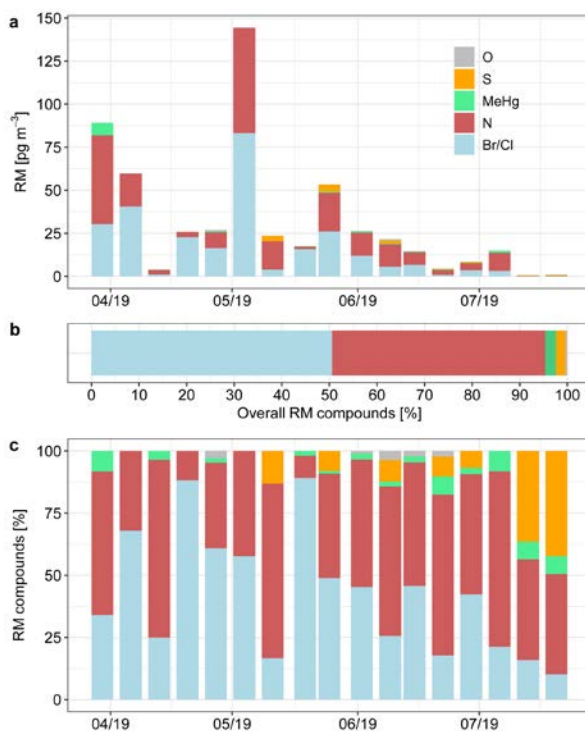 a
150
125
100
75
50
25
0
RM [pg m⁻³]
O
S
MeHg
N
Br/Cl
04/19 05/19 06/19 07/19
b
0 10 20 30 40 50 60 70 80 90 100
Overall RM compounds [%]
c
100
75
50
25
0
RM compounds [%]
04/19 05/19 06/19 07/19